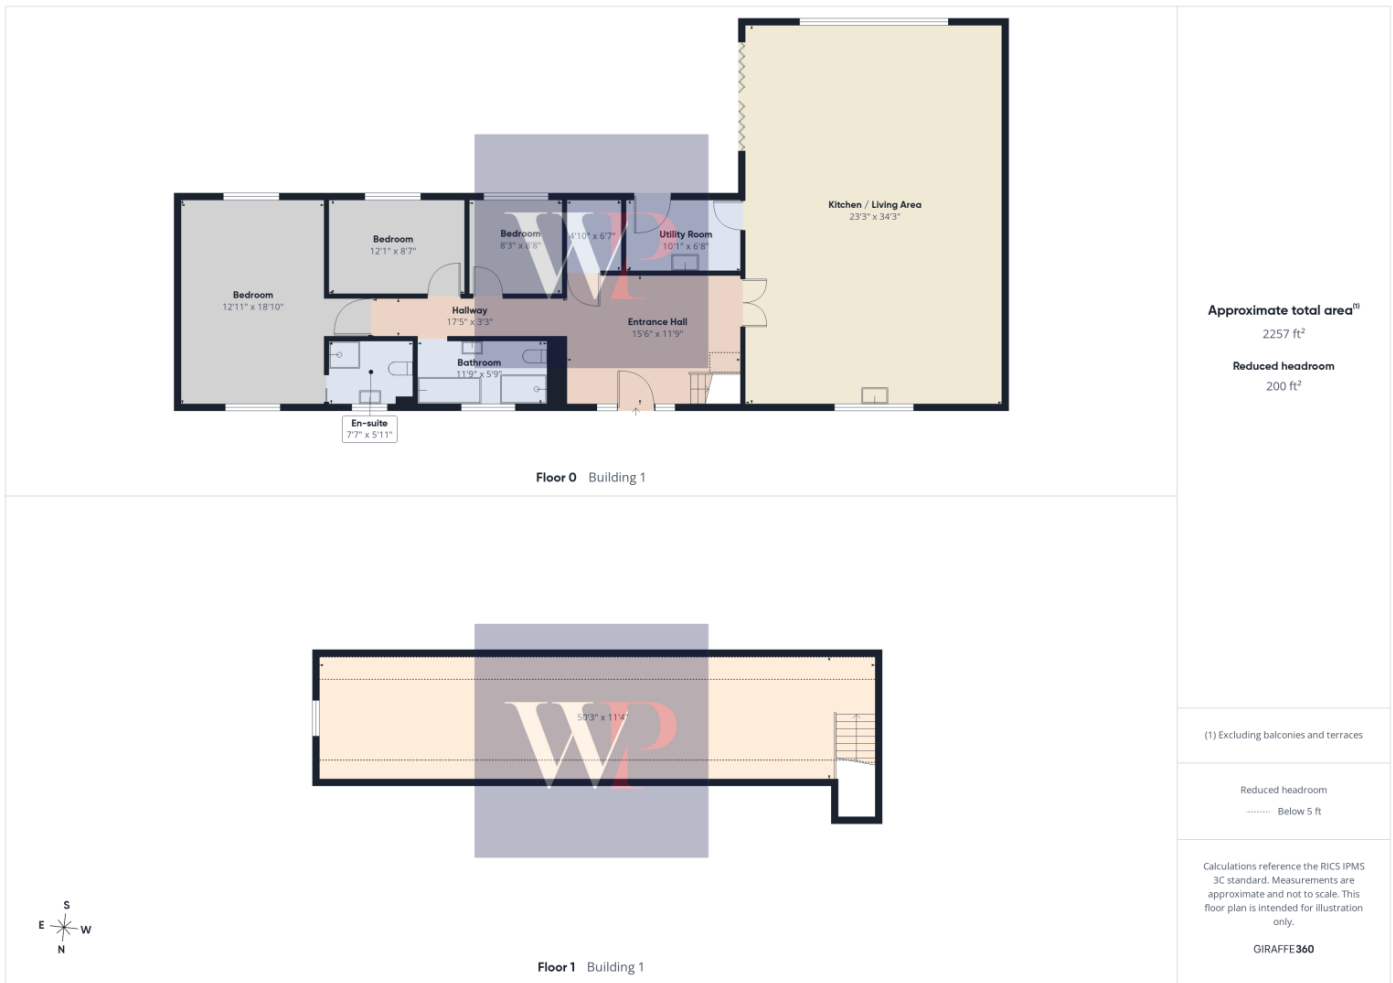 Kitchen / Living Area
23'3" x 34'3"
Bedroom
12'1" x 8'7"
Bedroom
8'3" x 8'8"
4'10" x 6'7"
Utility Room
10'1" x 6'8"
Bedroom
12'11" x 18'10"
Hallway
17'5" x 3'3"
Entrance Hall
15'6" x 11'9"
Bathroom
11'9" x 5'9"
En-suite
7'7" x 5'11"
WP
Floor 0 Building 1
50'3" x 11'4"
WP
S
E
W
N
Floor 1 Building 1
Approximate total area(1)
2257 ft²
Reduced headroom
200 ft²
(1) Excluding balconies and terraces
Reduced headroom
Below 5 ft
Calculations reference the RICS IPMS
3C standard. Measurements are
approximate and not to scale. This
floor plan is intended for illustration
only.
GIRAFFE360